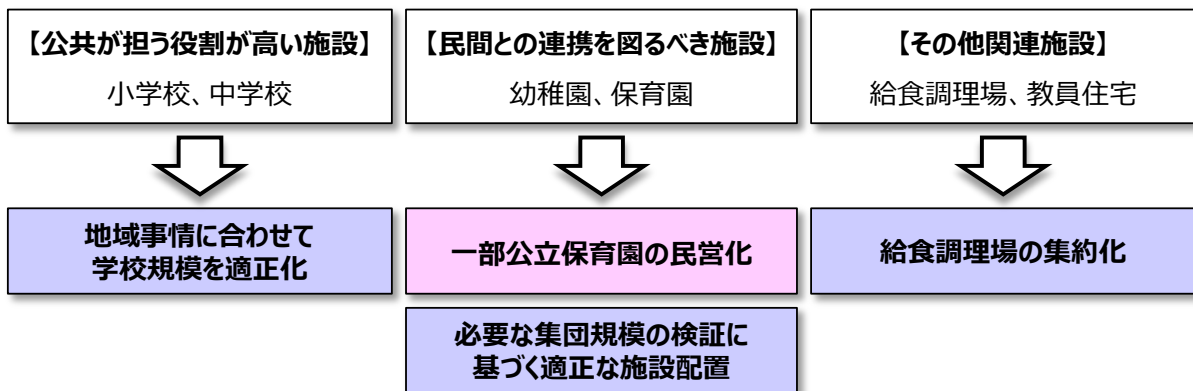 【公共が担う役割が高い施設】
小学校、中学校
【民間との連携を図るべき施設】
幼稚園、保育園
【その他関連施設】
給食調理場、教員住宅
地域事情に合わせて
学校規模を適正化
一部公立保育園の民営化
給食調理場の集約化
必要な集団規模の検証に
基づく適正な施設配置